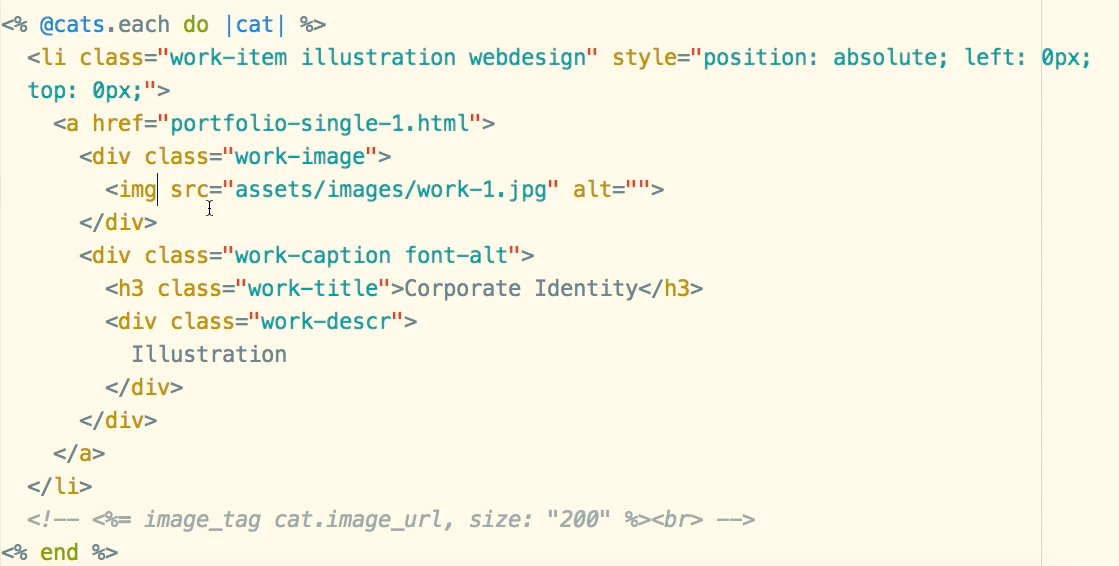 <% @cats.each do |cat| %>
<li class="work-item illustration webdesign" style="position: absolute; left: 0px;
top: 0px;">
<a href="portfolio-single-1.html">
<div class="work-image">
<img src="assets/images/work-1.jpg" alt="">
</div>
<div class="work-caption font-alt">
<h3 class="work-title">Corporate Identity</h3>
<div class="work-descr">
Illustration
</div>
</div>
</a>
</li>
<!-- <%= image_tag cat.image_url, size: "200" %><br> -->
<% end %>